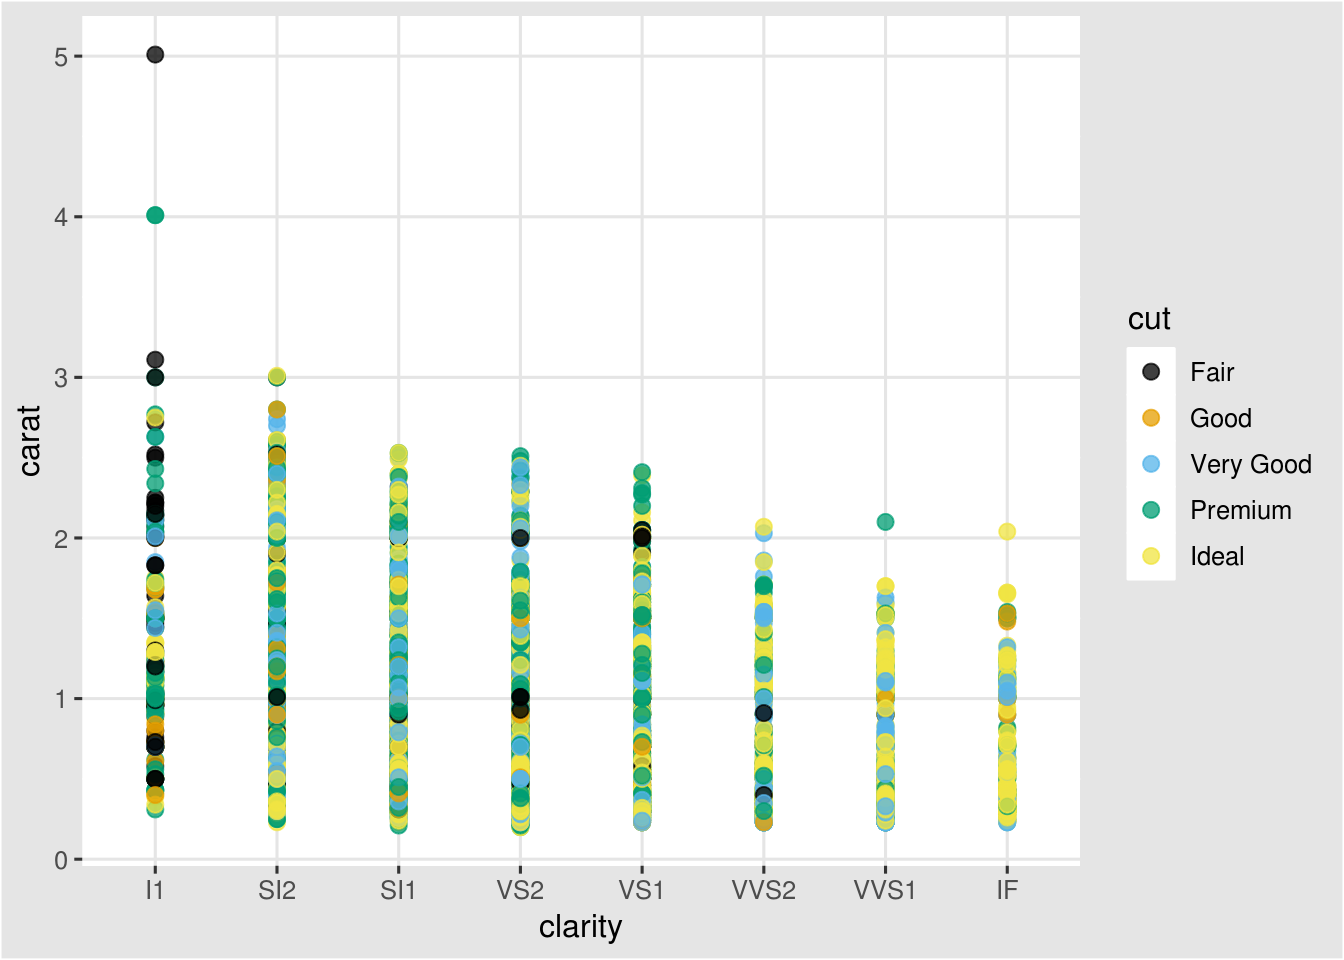 5
4
3
2
1
0
carat
I1 SI2 SI1 VS2 VS1 VVS2 VVS1 IF
clarity
cut
Fair
Good
Very Good
Premium
Ideal